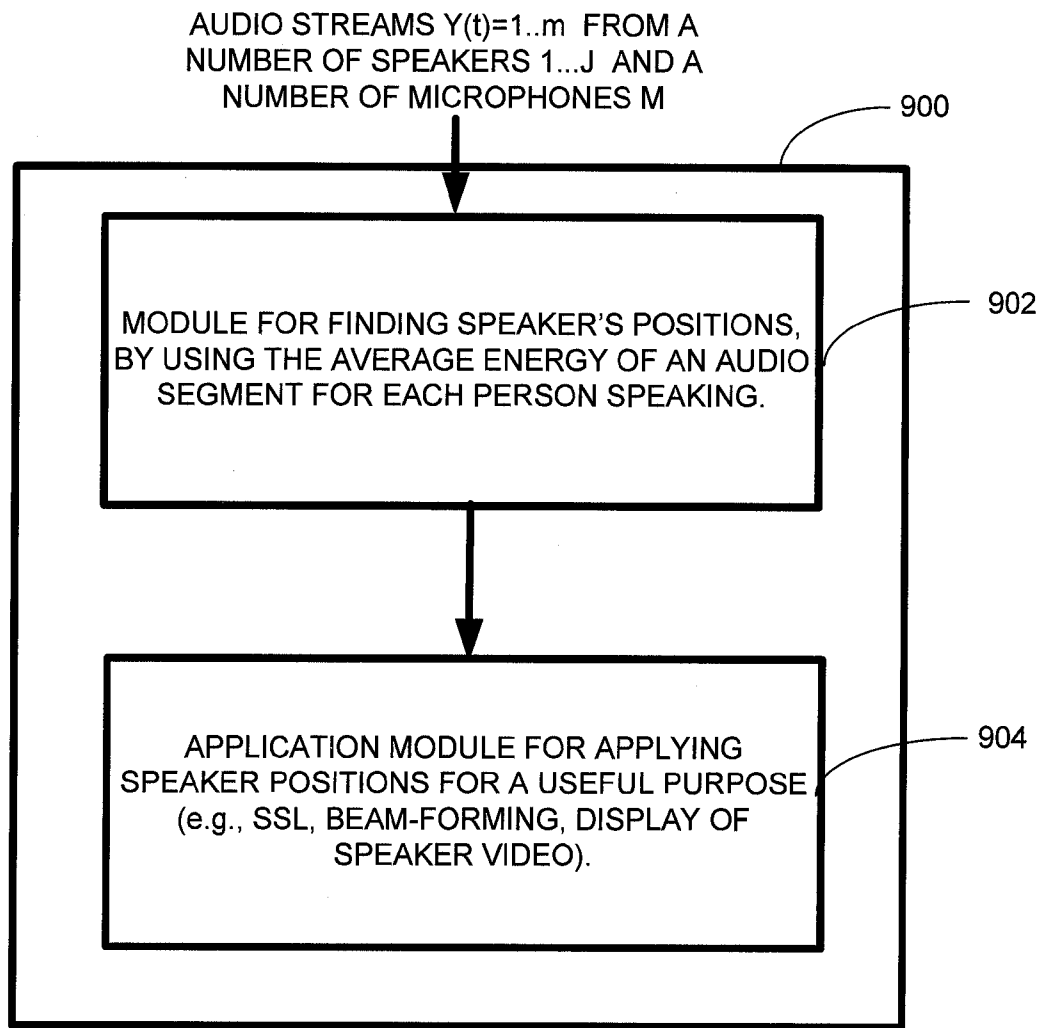 AUDIO STREAMS Y(t)=1..m FROM A
NUMBER OF SPEAKERS 1...J AND A
NUMBER OF MICROPHONES M
900
MODULE FOR FINDING SPEAKER'S POSITIONS,
BY USING THE AVERAGE ENERGY OF AN AUDIO
SEGMENT FOR EACH PERSON SPEAKING.
902
APPLICATION MODULE FOR APPLYING
SPEAKER POSITIONS FOR A USEFUL PURPOSE
(e.g., SSL, BEAM-FORMING, DISPLAY OF
SPEAKER VIDEO).
904